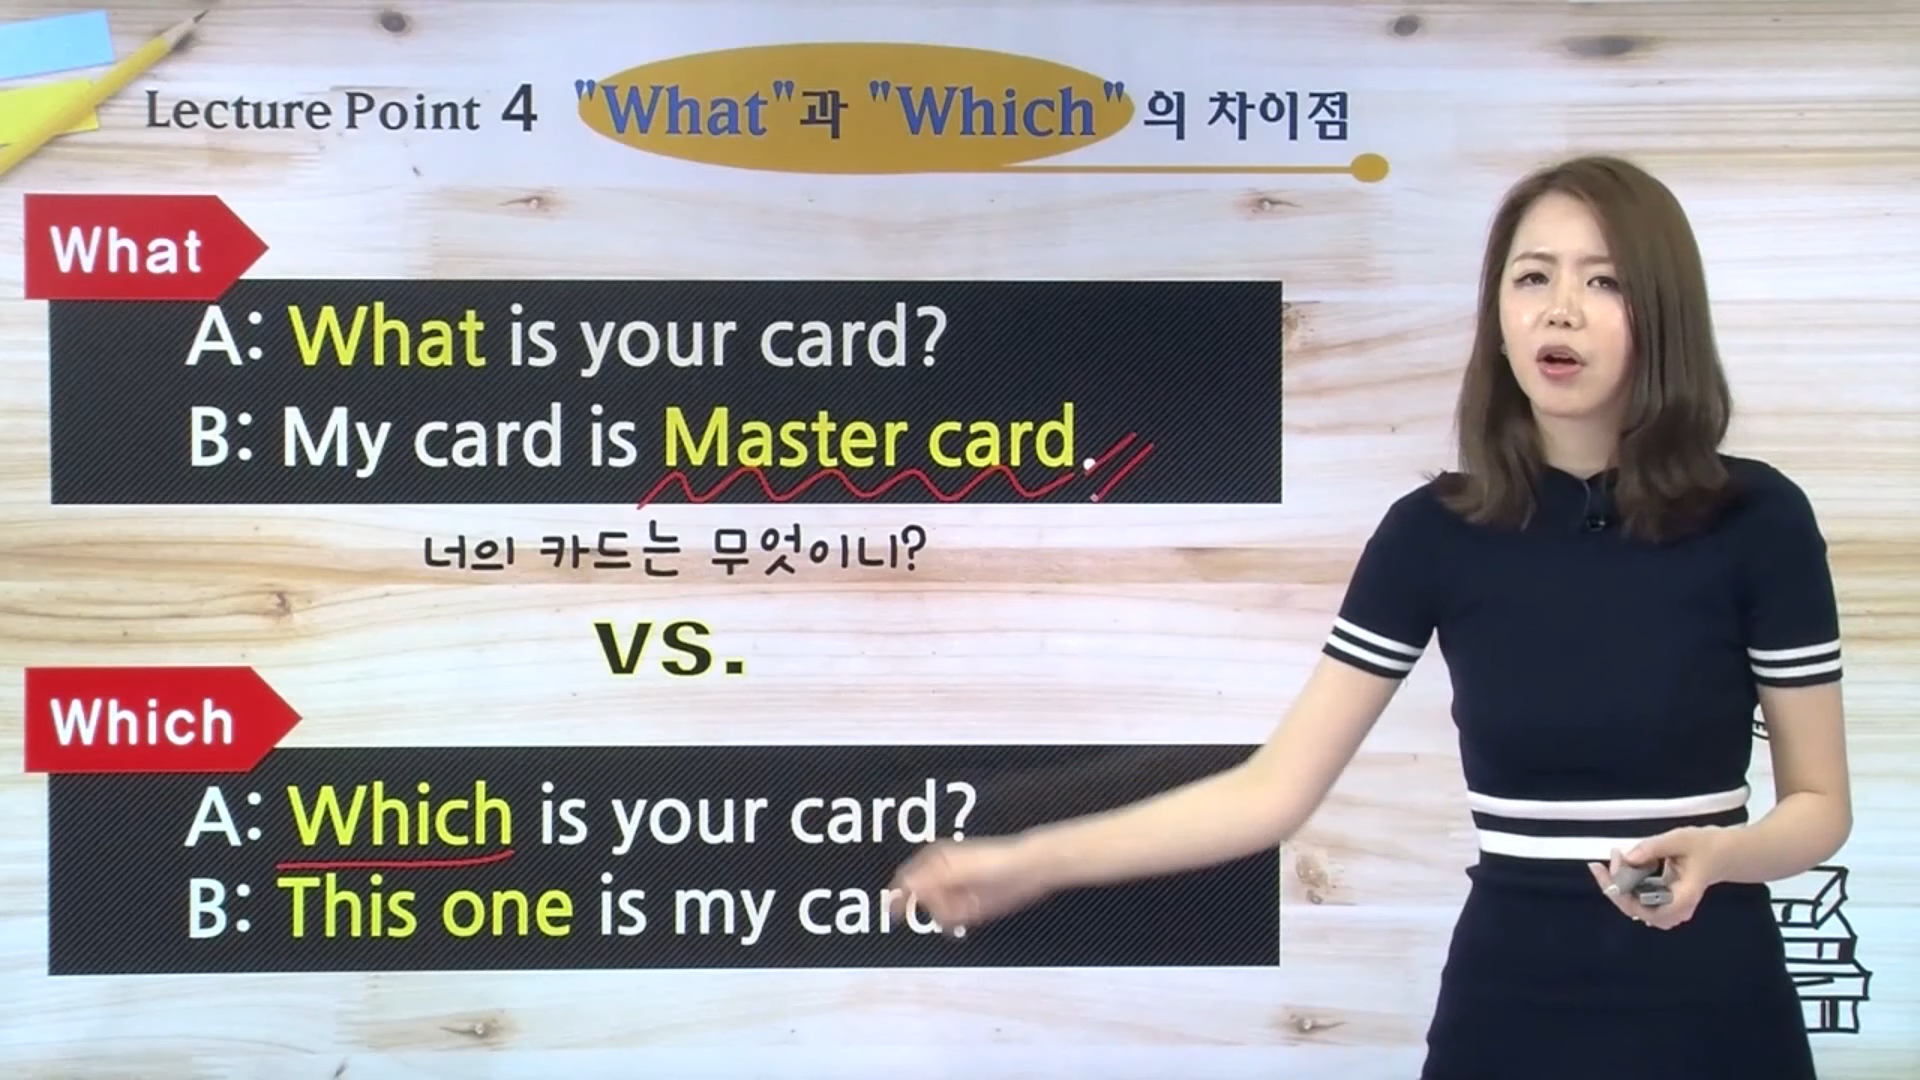 Lecture Point 4 "What"과 "Which"의 차이점
What
A: What is your card?
B: My card is Master card.
너의 카드는 무엇이니?
vs.
Which
A: Which is your card?
B: This one is my card.